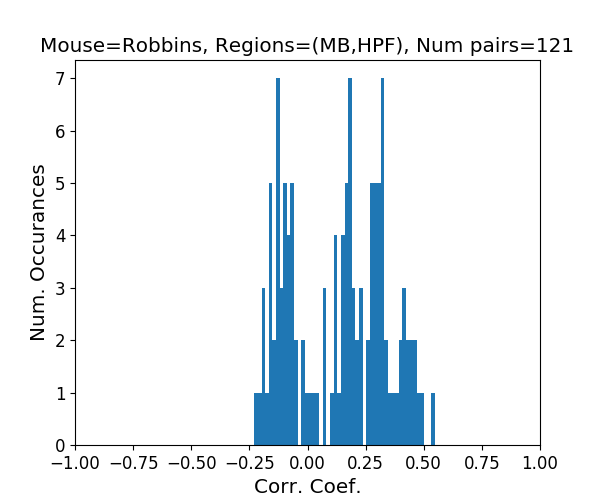 Mouse=Robbins, Regions=(MB,HPF), Num pairs=121
Num. Occurances
7
6
5
4
3
2
1
0
−1.00 −0.75 −0.50 −0.25 0.00 0.25 0.50 0.75 1.00
Corr. Coef.